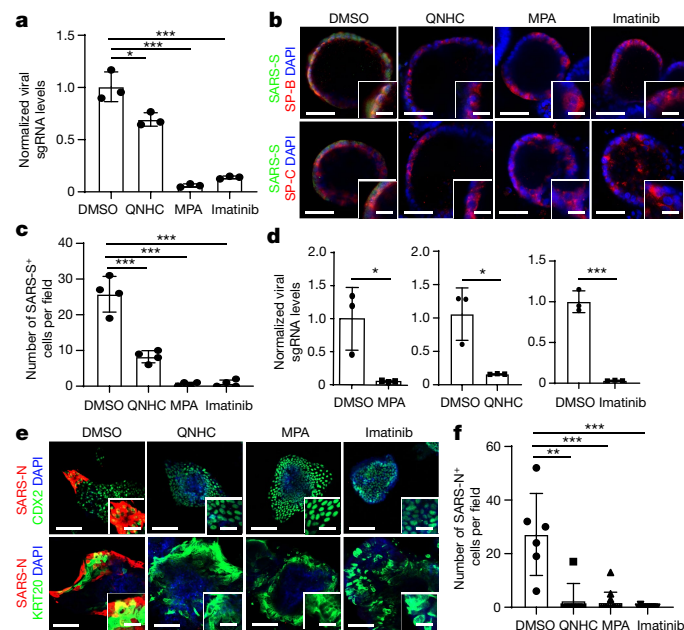 a
Normalized viral
sgRNA levels
1.5
1.0
0.5
0
***
***
*
DMSO QNHC MPA Imatinib
b
DMSO QNHC MPA Imatinib
SARS-S
SP-B DAPI
SARS-S
SP-C DAPI
c
Number of SARS-S+
cells per field
40
30
20
10
0
***
***
***
DMSO QNHC MPA Imatinib
d
Normalized viral
sgRNA levels
2.0
1.5
1.0
0.5
0
*
DMSO MPA
2.0
1.5
1.0
0.5
0
*
DMSO QNHC
1.5
1.0
0.5
0
***
DMSO Imatinib
e
DMSO QNHC MPA Imatinib
SARS-N
CDX2 DAPI
SARS-N
KRT20 DAPI
f
Number of SARS-N+
cells per field
60
40
20
0
***
***
**
DMSO QNHC MPA Imatinib